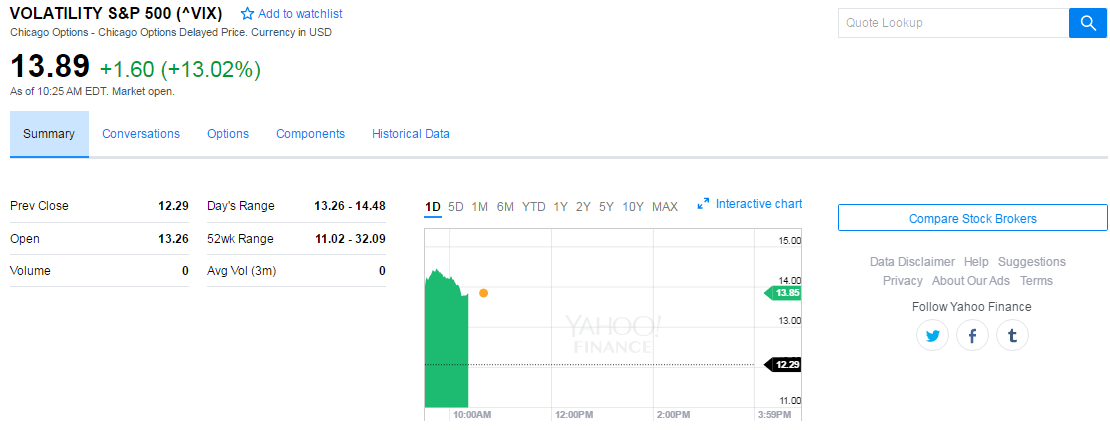 VOLATILITY S&P 500 (^VIX) Add to watchlist
Chicago Options - Chicago Options Delayed Price. Currency in USD
Quote Lookup
13.89 +1.60 (+13.02%)
As of 10:25 AM EDT. Market open.
Summary Conversations Options Components Historical Data
Prev Close 12.29 Day's Range 13.26 - 14.48
Open 13.26 52wk Range 11.02 - 32.09
Volume 0 Avg Vol (3m) 0
1D 5D 1M 6M YTD 1Y 2Y 5Y 10Y MAX Interactive chart
15.00
14.00
13.85
13.00
YAHOO!
FINANCE
12.29
11.00
10:00AM 12:00PM 2:00PM 3:59PM
Compare Stock Brokers
Data Disclaimer Help Suggestions
Privacy About Our Ads Terms
Follow Yahoo Finance